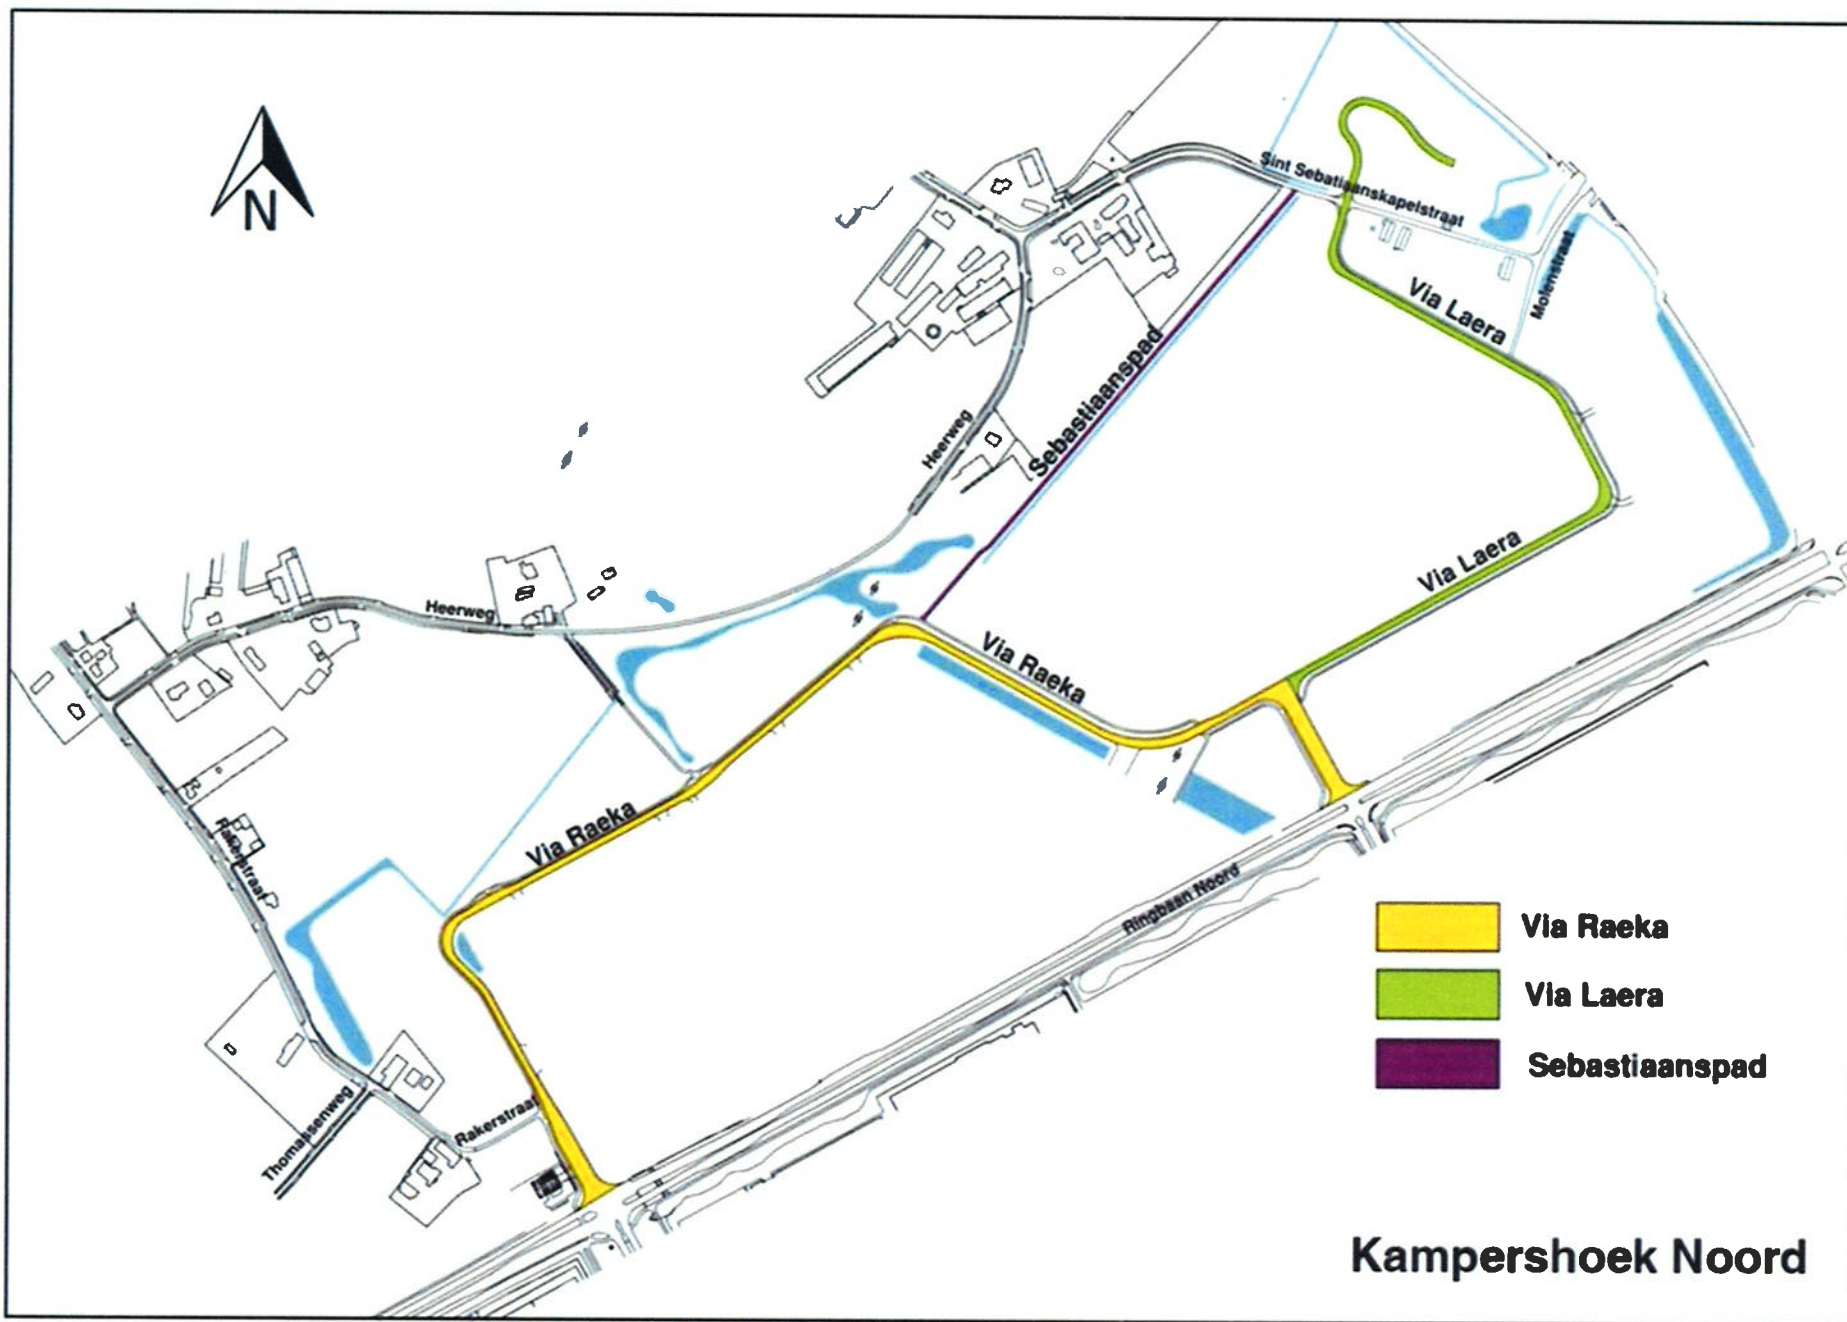 N
Sint Sebatiaanskapelstraat
Molenstraat
Via Laera
Sebastiaanspad
Heerweg
Via Laera
Heerweg
Via Raeka
Via Raeka
Rakerstraat
Ringbaan Noord
Via Raeka
Via Laera
Sebastiaanspad
Thomassenweg
Rakerstraat
Kampershoek Noord